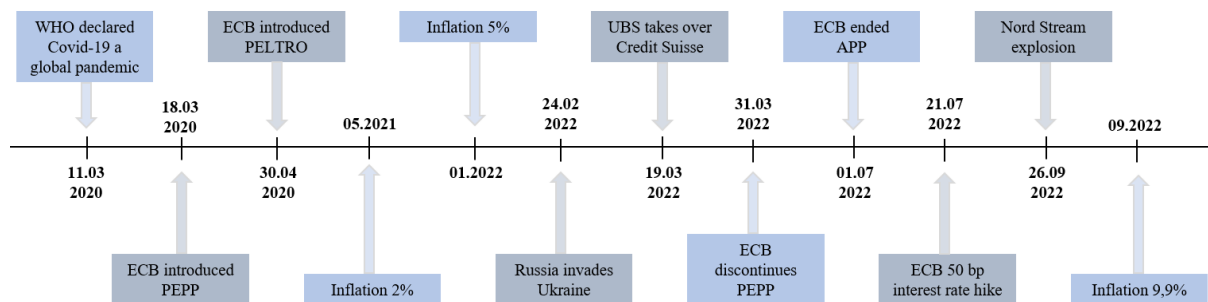 WHO declared
Covid-19 a
global pandemic
ECB introduced
PELTRO
Inflation 5%
UBS takes over
Credit Suisse
ECB ended
APP
Nord Stream
explosion
18.03
2020
05.2021
24.02
2022
31.03
2022
21.07
2022
09.2022
11.03
2020
30.04
2020
01.2022
19.03
2022
01.07
2022
26.09
2022
ECB introduced
PEPP
Inflation 2%
Russia invades
Ukraine
ECB
discontinues
PEPP
ECB 50 bp
interest rate hike
Inflation 9,9%